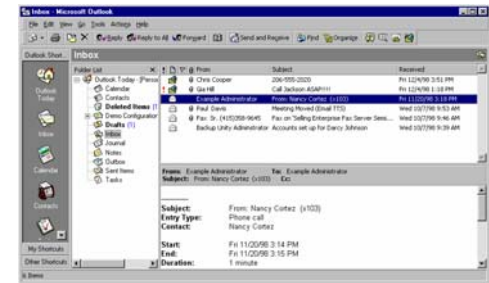 Inbox - Microsoft Outlook
File Edit View Go Tools Actions Help
Reply Reply to All Forward Send and Receive Find Organize
Outlook Short... Inbox
Folder List
Outlook Today - [Person
Calendar
Contacts
Deleted Items (1
Demo Configurator
Drafts (1)
Inbox
Journal
Notes
Outbox
Sent Items
Tasks
Outlook Today
Inbox
Calendar
Contacts
My Shortcuts
Other Shortcuts
From Subject Received
Chris Cooper 206-555-2020 Fri 12/4/98 3:51 PM
Gia Hill Call Jackson ASAP!!!! Fri 12/4/98 1:18 PM
Example Administrator From: Nancy Cortez (x103) Fri 11/20/98 3:18 PM
Paul Davis Meeting Moved (Email TTS) Wed 10/7/98 9:53 AM
Fax Sr. (415)358-9645 Fax on 'Selling Enterprise Fax Server Sens... Wed 10/7/98 9:46 AM
Backup Unity Administrator Accounts set up for Darcy Johnson Wed 10/7/98 9:39 AM
From: Example Administrator To: Example Administrator
Subject: From: Nancy Cortez (x103) Cc:
Subject: From: Nancy Cortez (x103)
Entry Type: Phone call
Contact: Nancy Cortez
Start: Fri 11/20/98 3:14 PM
End: Fri 11/20/98 3:15 PM
Duration: 1 minute
6 Items